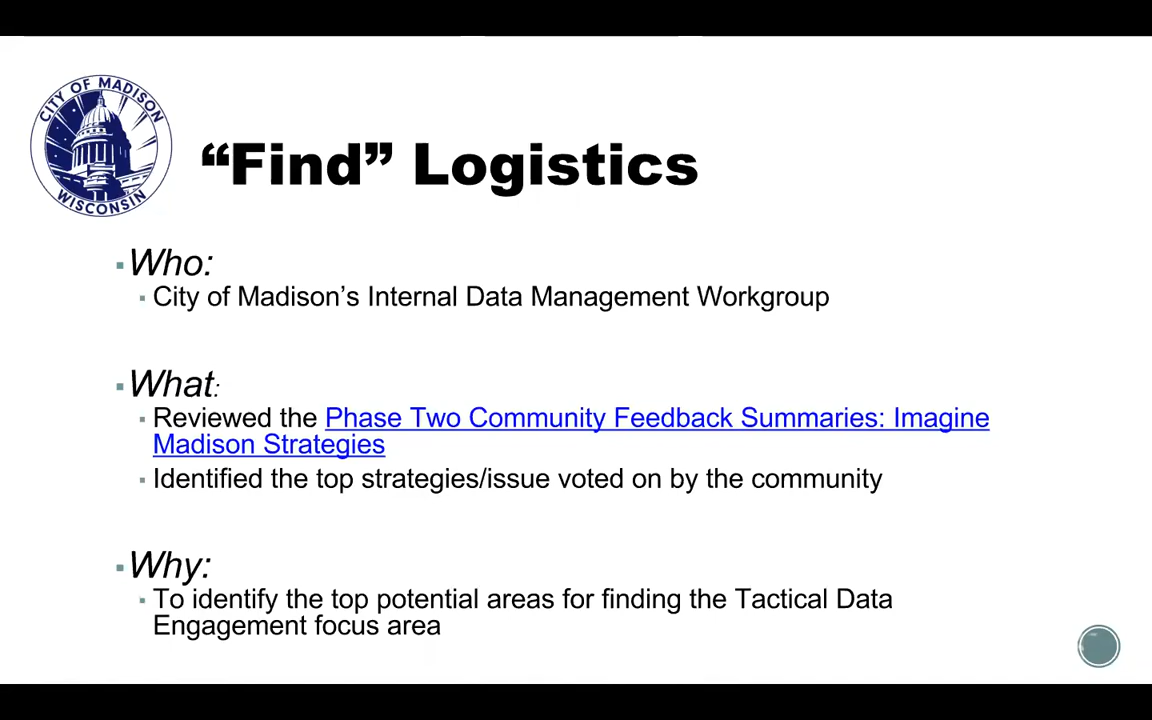 CITY OF MADISON
WISCONSIN
“Find” Logistics
Who:
City of Madison’s Internal Data Management Workgroup
What:
Reviewed the Phase Two Community Feedback Summaries: Imagine
Madison Strategies
Identified the top strategies/issue voted on by the community
Why:
To identify the top potential areas for finding the Tactical Data
Engagement focus area